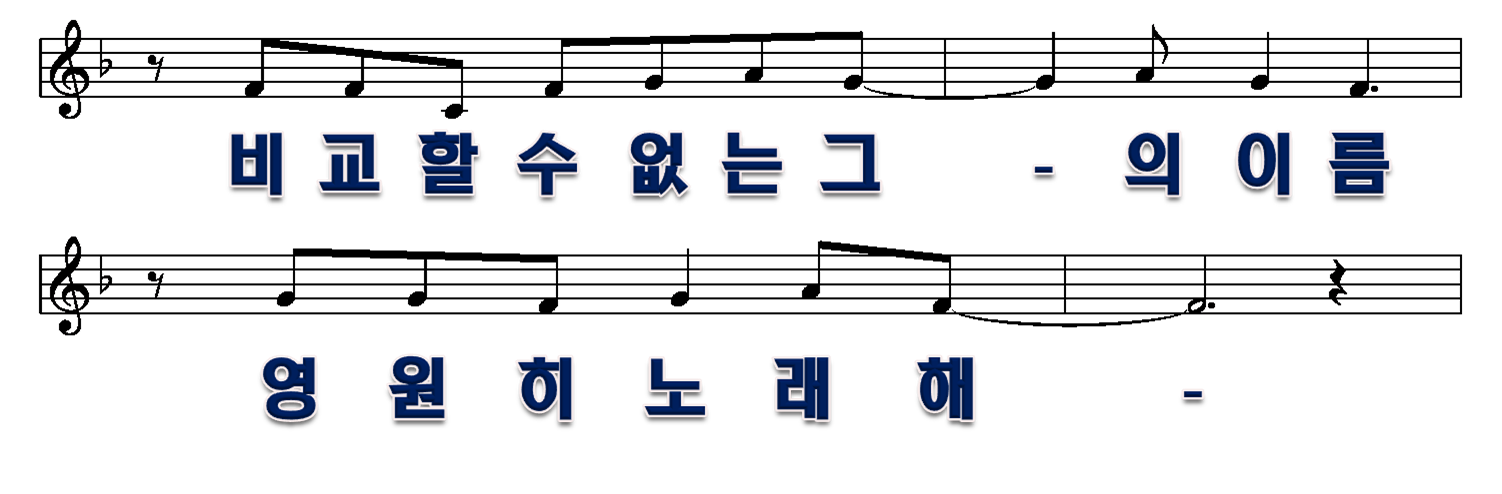 비 교 할 수 없 는 그 - 의 이 름
영 원 히 노 래 해 -